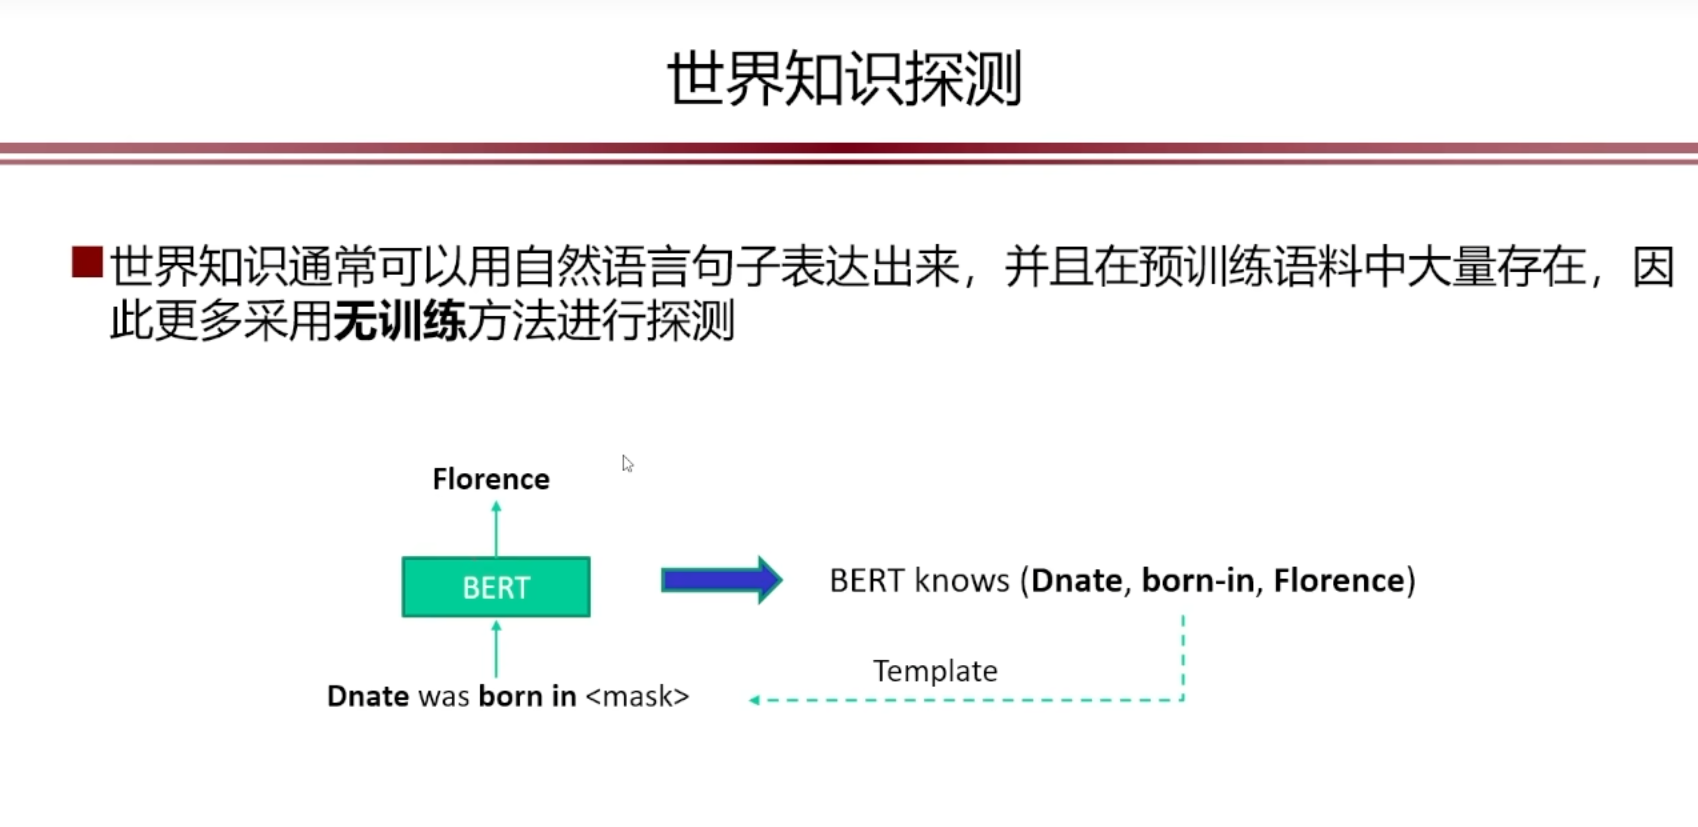 世界知识探测
世界知识通常可以用自然语言句子表达出来，并且在预训练语料中大量存在，因
此更多采用无训练方法进行探测
Florence
BERT
BERT knows (Dnate, born-in, Florence)
Template
Dnate was born in <mask>